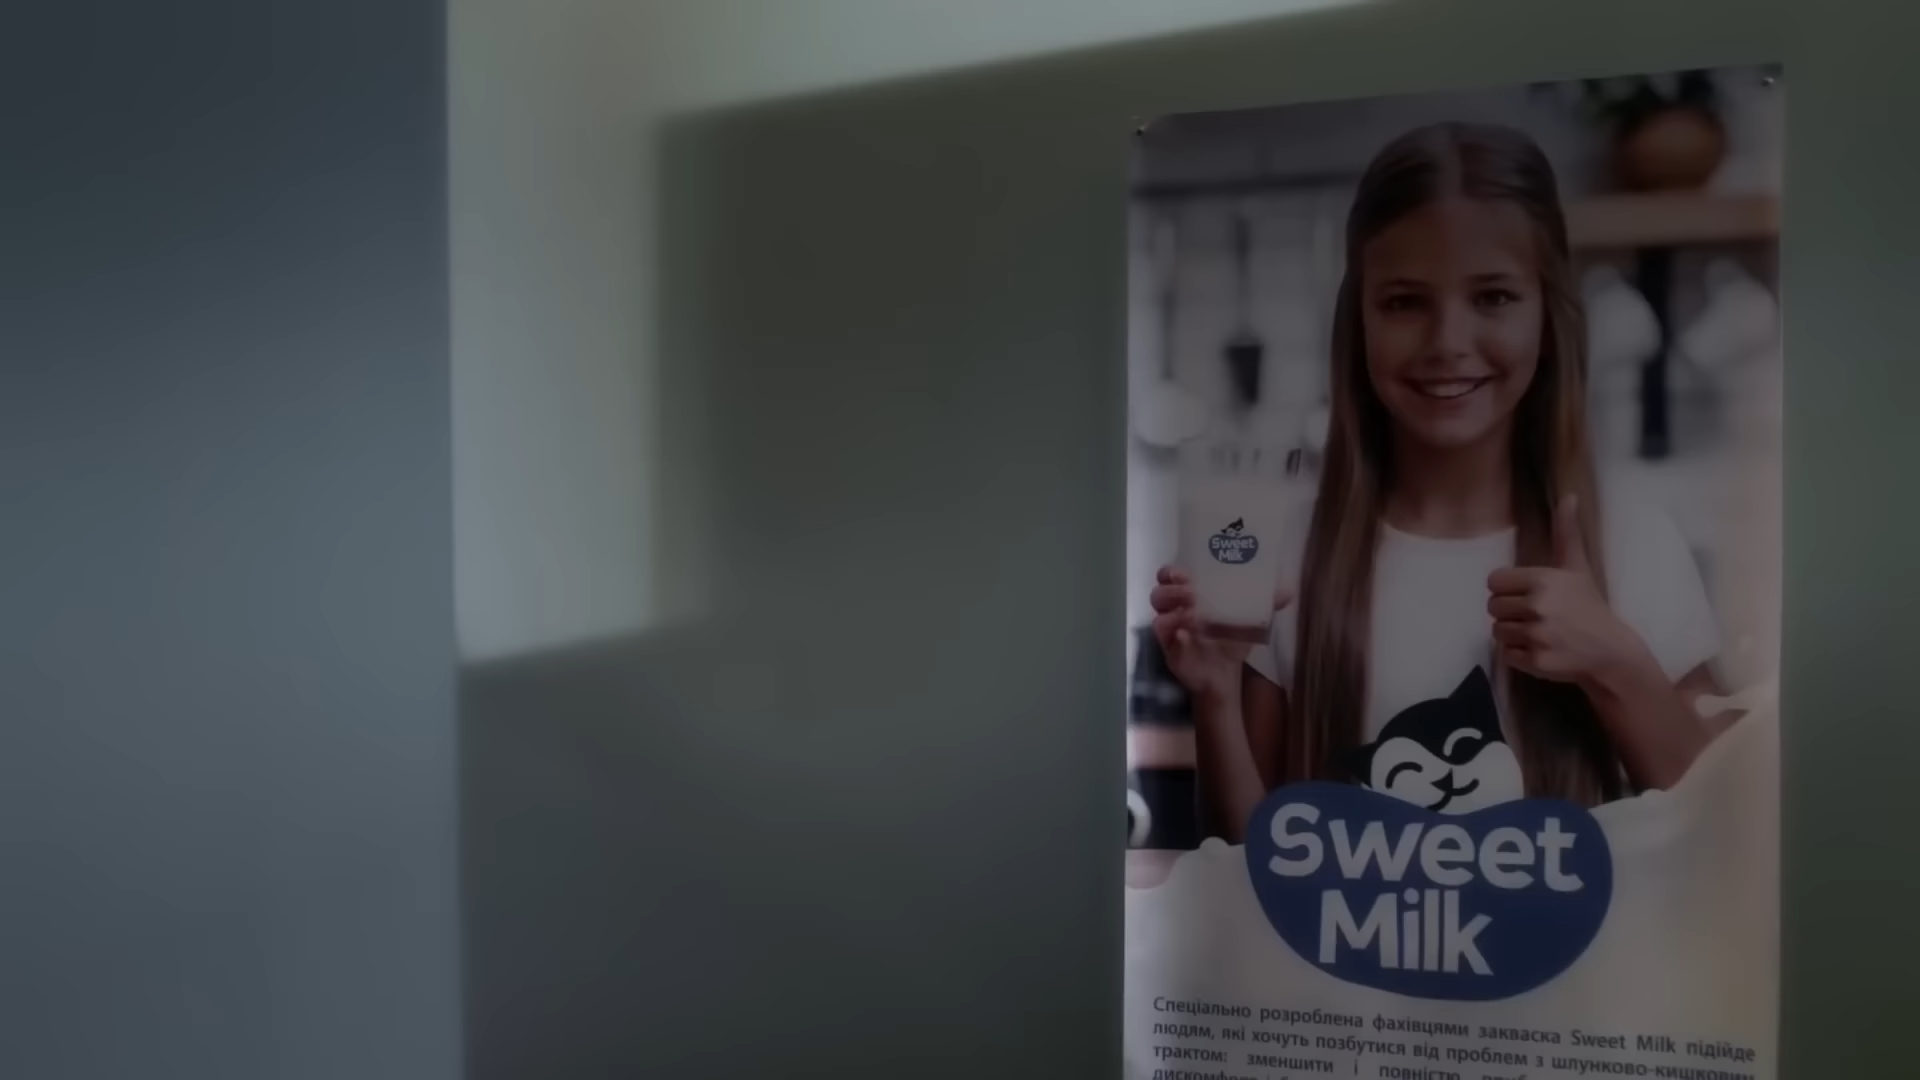 Sweet
Milk
Sweet
Milk
Спеціально розроблена фахівцями закваска Sweet Milk підійде
людям, які хочуть позбутися від проблем з шлунково-кишковим
трактом: зменшити і повністю